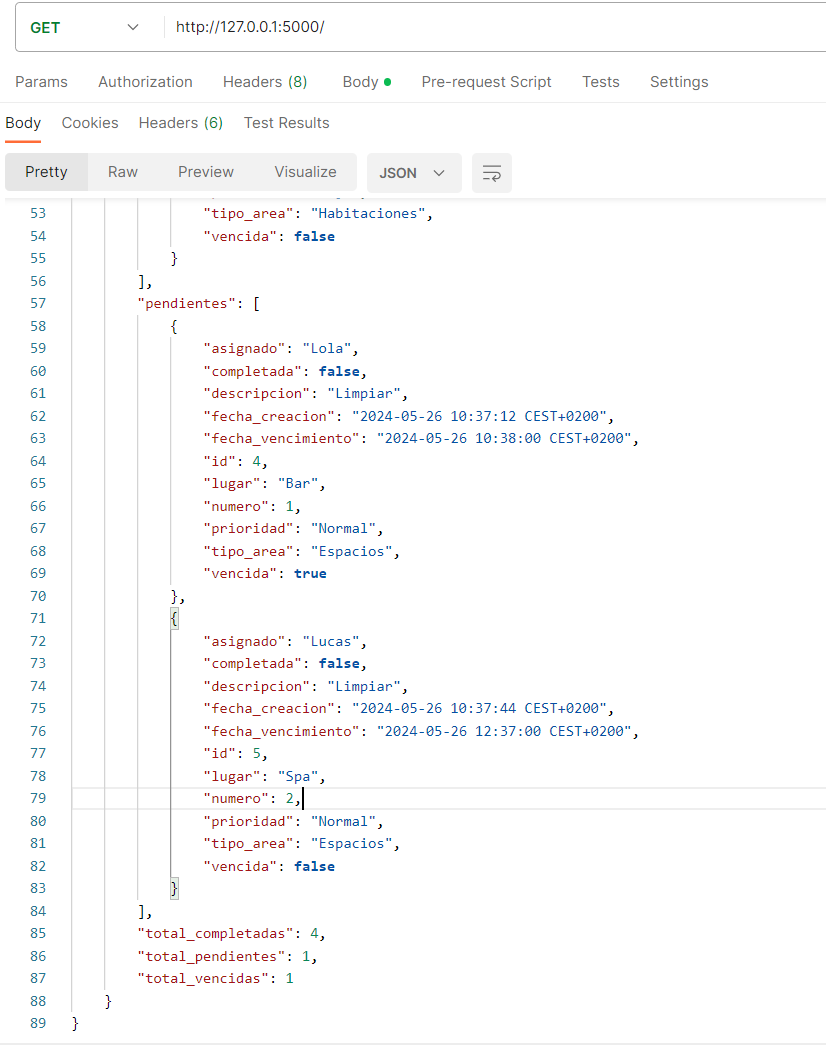 GET http://127.0.0.1:5000/
Params Authorization Headers (8) Body Pre-request Script Tests Settings
Body Cookies Headers (6) Test Results
Pretty Raw Preview Visualize JSON
53 "tipo_area": "Habitaciones",
54 "vencida": false
55 }
56 ],
57 "pendientes": [
58 {
59 "asignado": "Lola",
60 "completada": false,
61 "descripcion": "Limpiar",
62 "fecha_creacion": "2024-05-26 10:37:12 CEST+0200",
63 "fecha_vencimiento": "2024-05-26 10:38:00 CEST+0200",
64 "id": 4,
65 "lugar": "Bar",
66 "numero": 1,
67 "prioridad": "Normal",
68 "tipo_area": "Espacios",
69 "vencida": true
70 },
71 {
72 "asignado": "Lucas",
73 "completada": false,
74 "descripcion": "Limpiar",
75 "fecha_creacion": "2024-05-26 10:37:44 CEST+0200",
76 "fecha_vencimiento": "2024-05-26 12:37:00 CEST+0200",
77 "id": 5,
78 "lugar": "Spa",
79 "numero": 2,
80 "prioridad": "Normal",
81 "tipo_area": "Espacios",
82 "vencida": false
83 }
84 ],
85 "total_completadas": 4,
86 "total_pendientes": 1,
87 "total_vencidas": 1
88 }
89 }